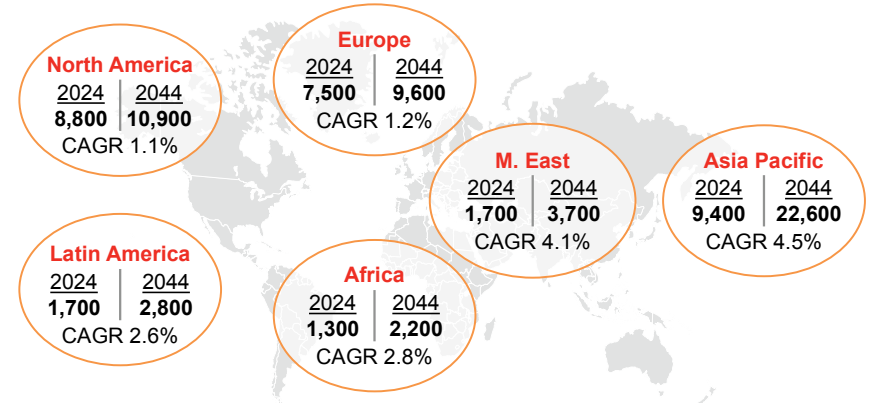 North America
2024 2044
8,800 10,900
CAGR 1.1%
Europe
2024 2044
7,500 9,600
CAGR 1.2%
M. East
2024 2044
1,700 3,700
CAGR 4.1%
Asia Pacific
2024 2044
9,400 22,600
CAGR 4.5%
Latin America
2024 2044
1,700 2,800
CAGR 2.6%
Africa
2024 2044
1,300 2,200
CAGR 2.8%